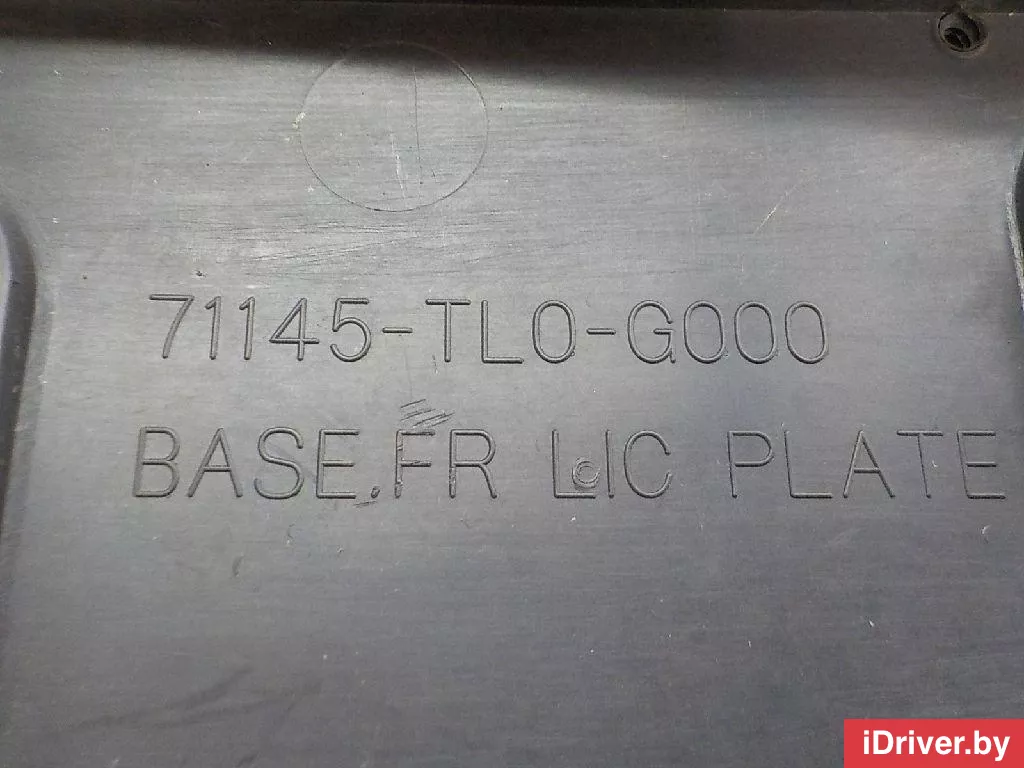 71145-TL0-G000
BASE,FR LIC PLATE
iDriver.by